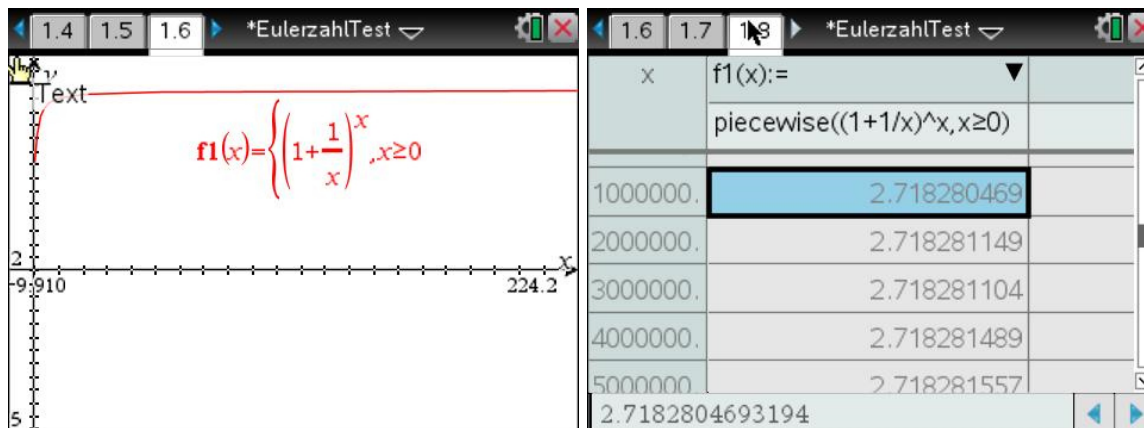 1.4 1.5 1.6 *EulerzahlTest
Text
f1(x)={(1+1/x)^x,x≥0
2
x
-9.910 224.2
5
1.6 1.7 1.8 *EulerzahlTest
x f1(x):=
piecewise((1+1/x)^x,x≥0)
1000000. 2.718280469
2000000. 2.718281149
3000000. 2.718281104
4000000. 2.718281489
5000000. 2.718281557
2.7182804693194